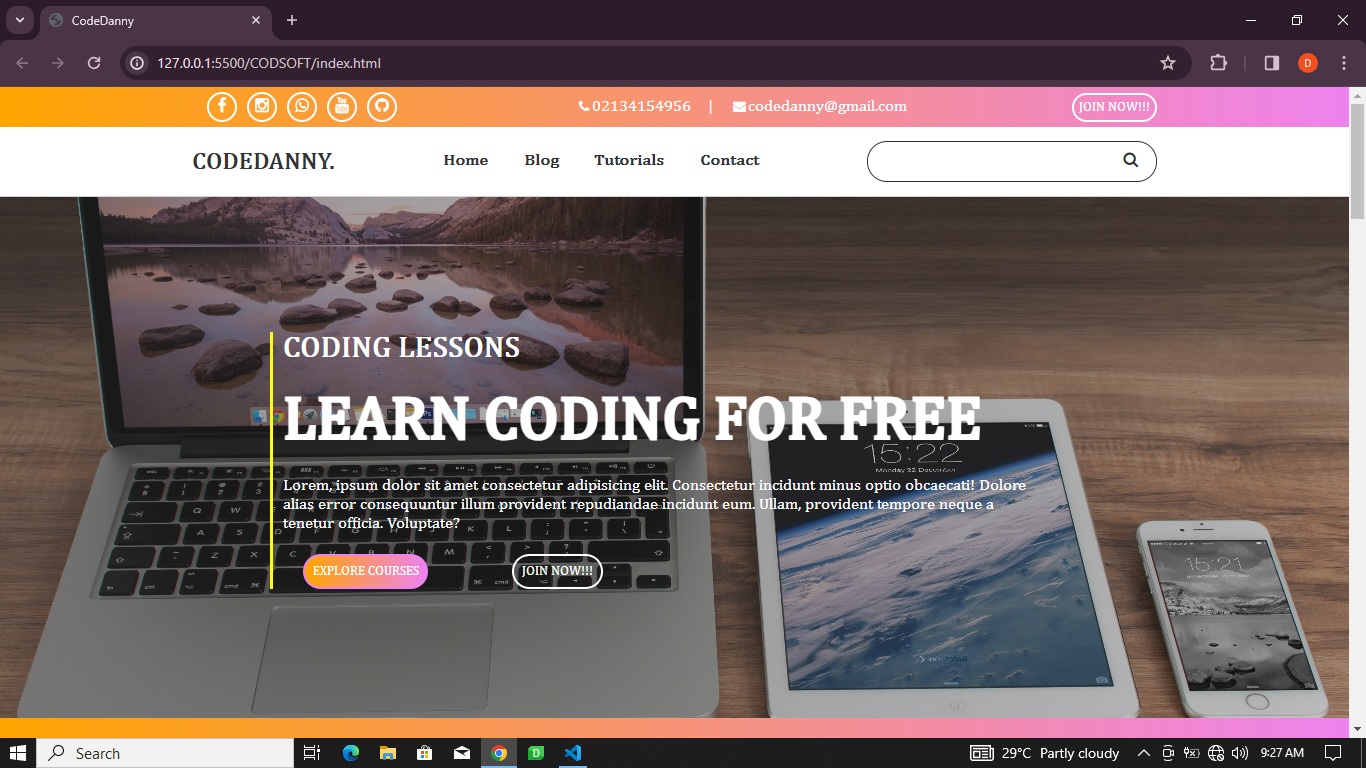 CodeDanny
127.0.0.1:5500/CODSOFT/index.html
D
02134154956 | codedanny@gmail.com
JOIN NOW!!!
CODEDANNY.
Home Blog Tutorials Contact
CODING LESSONS
LEARN CODING FOR FREE
15:22
Monday 22 December
Lorem, ipsum dolor sit amet consectetur adipisicing elit. Consectetur incidunt minus optio obcaecati! Dolore
alias error consequuntur illum provident repudiandae incidunt eum. Ullam, provident tempore neque a
tenetur officia. Voluptate?
15:21
EXPLORE COURSES
JOIN NOW!!!
Search
29°C Partly cloudy
9:27 AM